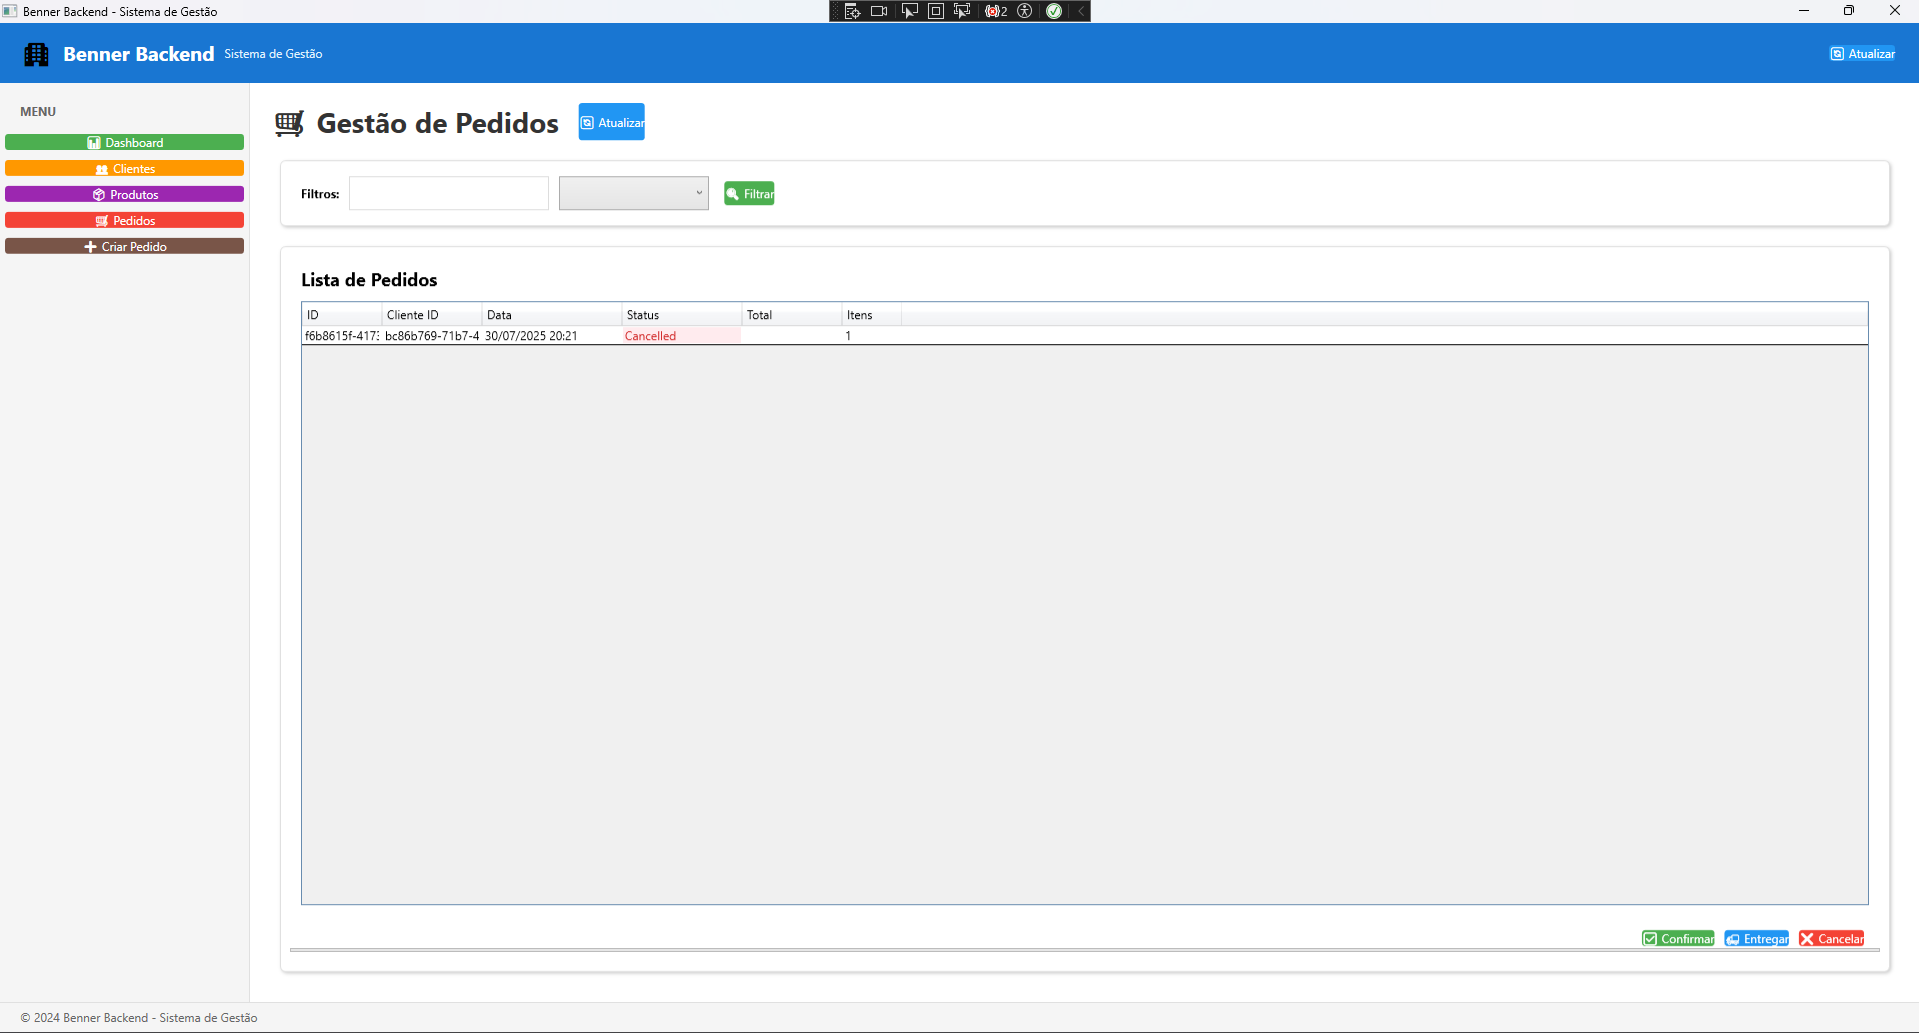 Benner Backend - Sistema de Gestão
2
Benner Backend Sistema de Gestão
Atualizar
MENU
Dashboard
Clientes
Produtos
Pedidos
Criar Pedido
Gestão de Pedidos
Atualizar
Filtros:
Filtrar
Lista de Pedidos
ID Cliente ID Data Status Total Itens
f6b8615f-4173 bc86b769-71b7-4 30/07/2025 20:21 Cancelled 1
Confirmar Entregar Cancelar
© 2024 Benner Backend - Sistema de Gestão